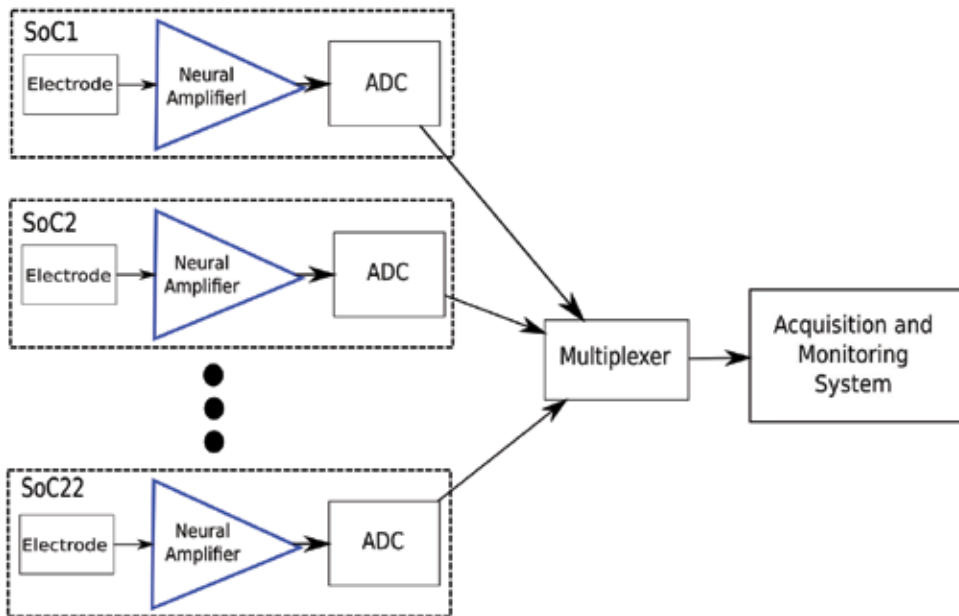 SoC1
Electrode
Neural
Amplifierl
ADC
SoC2
Electrode
Neural
Amplifier
ADC
Multiplexer
Acquisition and
Monitoring
System
SoC22
Electrode
Neural
Amplifier
ADC